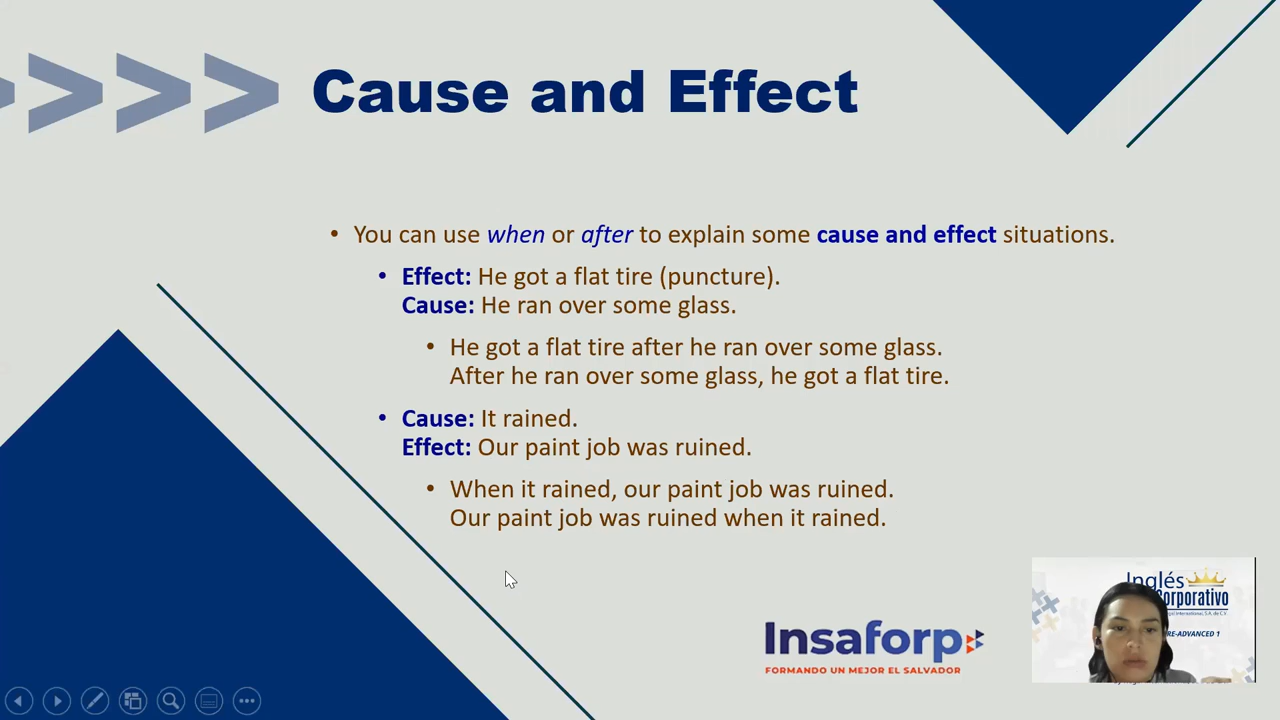 Cause and Effect
• You can use when or after to explain some cause and effect situations.
• Effect: He got a flat tire (puncture).
Cause: He ran over some glass.
• He got a flat tire after he ran over some glass.
After he ran over some glass, he got a flat tire.
• Cause: It rained.
Effect: Our paint job was ruined.
• When it rained, our paint job was ruined.
Our paint job was ruined when it rained.
Insaforp
FORMANDO UN MEJOR EL SALVADOR
Inglés
Corporativo
RE-ADVANCED 1